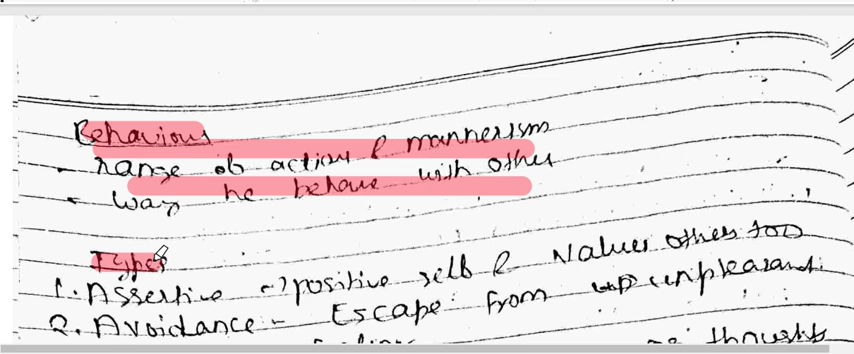 Behaviour
- range of action & mannerism
- way he behave with other
Types
1. Assertive → positive self & values others too
2. Avoidance - Escape from unpleasant
thoughts